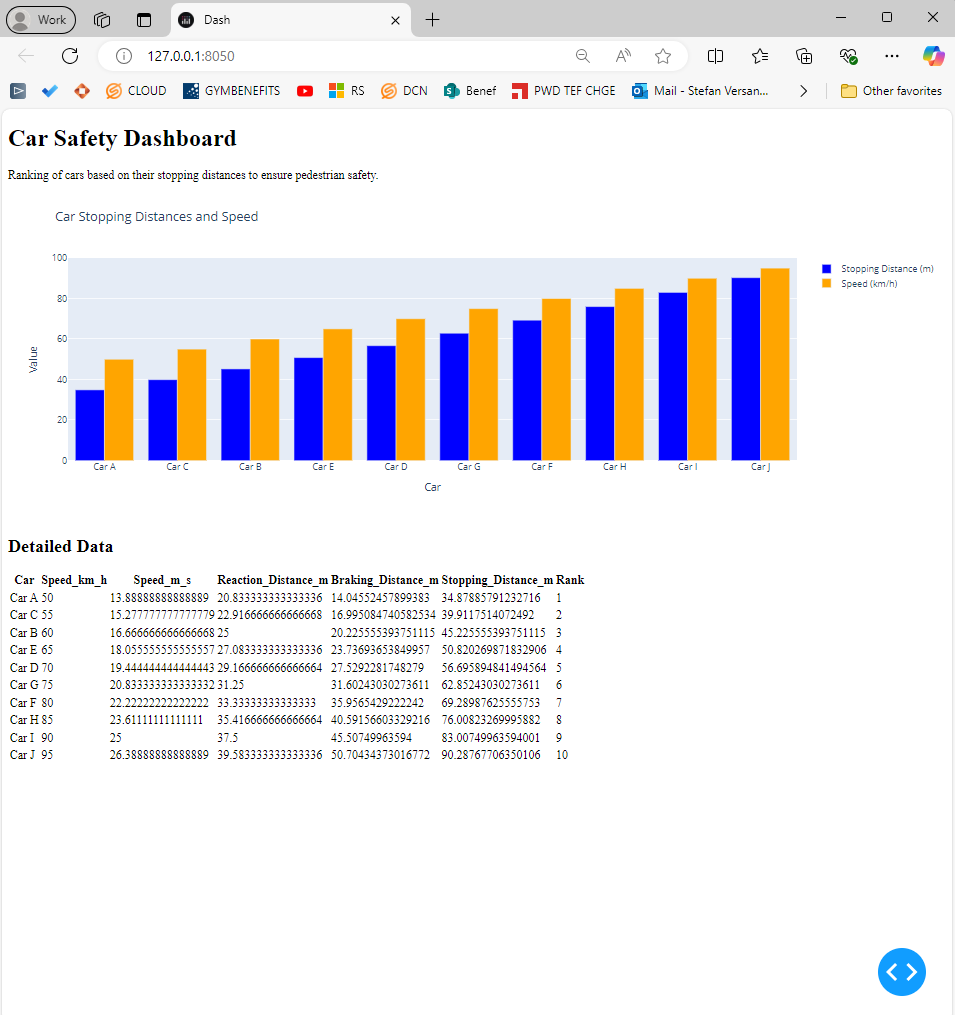 Work
Dash
127.0.0.1:8050
CLOUD GYMBENEFITS RS DCN Benef PWD TEF CHGE Mail - Stefan Versan... Other favorites
Car Safety Dashboard
Ranking of cars based on their stopping distances to ensure pedestrian safety.
Car Stopping Distances and Speed
100
80
60
40
20
0
Value
Stopping Distance (m)
Speed (km/h)
Car A Car C Car B Car E Car D Car G Car F Car H Car I Car J
Car
Detailed Data
Car Speed_km_h Speed_m_s Reaction_Distance_m Braking_Distance_m Stopping_Distance_m Rank
Car A 50 13.88888888888889 20.833333333333336 14.04552457899383 34.87885791232716 1
Car C 55 15.277777777777779 22.916666666666668 16.995084740582534 39.9117514072492 2
Car B 60 16.666666666666668 25 20.225555393751115 45.225555393751115 3
Car E 65 18.055555555555557 27.083333333333336 23.73693653849957 50.820269871832906 4
Car D 70 19.444444444444443 29.166666666666664 27.5292281748279 56.695894841494564 5
Car G 75 20.833333333333332 31.25 31.60243030273611 62.85243030273611 6
Car F 80 22.22222222222222 33.33333333333333 35.9565429222242 69.28987625555753 7
Car H 85 23.61111111111111 35.416666666666664 40.59156603329216 76.00823269995882 8
Car I 90 25 37.5 45.50749963594 83.00749963594001 9
Car J 95 26.38888888888889 39.583333333333336 50.70434373016772 90.28767706350106 10